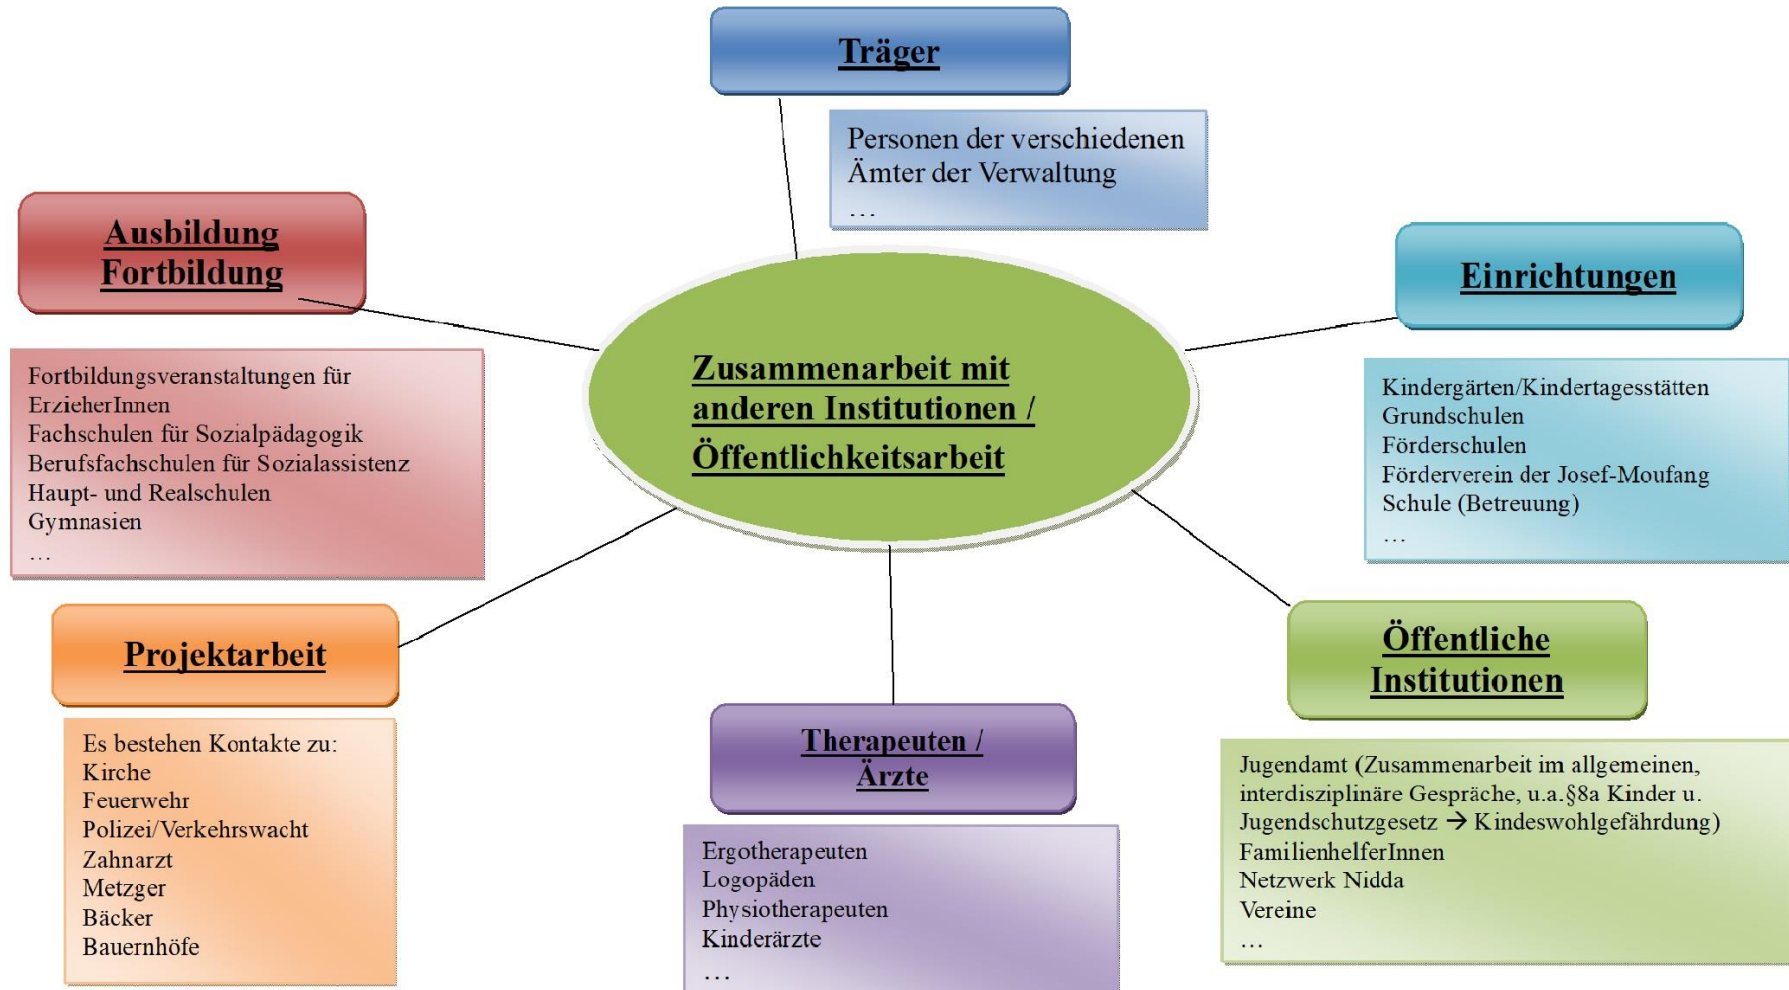 Träger
Personen der verschiedenen
Ämter der Verwaltung
…
Ausbildung
Fortbildung
Fortbildungsveranstaltungen für
ErzieherInnen
Fachschulen für Sozialpädagogik
Berufsfachschulen für Sozialassistenz
Haupt- und Realschulen
Gymnasien
…
Zusammenarbeit mit
anderen Institutionen /
Öffentlichkeitsarbeit
Einrichtungen
Kindergärten/Kindertagesstätten
Grundschulen
Förderschulen
Förderverein der Josef-Moufang
Schule (Betreuung)
…
Projektarbeit
Es bestehen Kontakte zu:
Kirche
Feuerwehr
Polizei/Verkehrswacht
Zahnarzt
Metzger
Bäcker
Bauernhöfe
Therapeuten /
Ärzte
Ergotherapeuten
Logopäden
Physiotherapeuten
Kinderärzte
…
Öffentliche
Institutionen
Jugendamt (Zusammenarbeit im allgemeinen,
interdisziplinäre Gespräche, u.a.§8a Kinder u.
Jugendschutzgesetz → Kindeswohlgefährdung)
FamilienhelferInnen
Netzwerk Nidda
Vereine
…